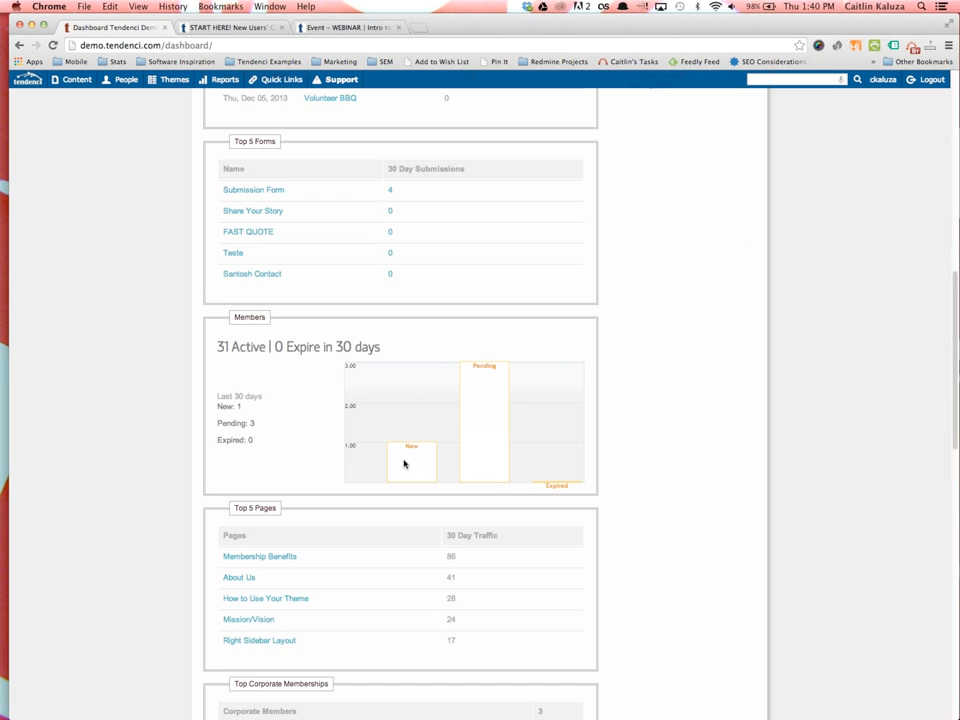 Chrome File Edit View History Bookmarks Window Help 98% Thu 1:40 PM Caitlin Kaluza
Dashboard Tendenci Dem START HERE! New Users' G Event – WEBINAR | Intro to
demo.tendenci.com/dashboard/
Apps Mobile Stats Software Inspiration Tendenci Examples Marketing SEM Add to Wish List Pin It Redmine Projects Caitlin's Tasks Feedly Feed SEO Considerations » Other Bookmarks
tendenci Content People Themes Reports Quick Links Support ckaluza Logout
Thu, Dec 05, 2013 Volunteer BBQ 0
Top 5 Forms
Name 30 Day Submissions
Submission Form 4
Share Your Story 0
FAST QUOTE 0
Teste 0
Santosh Contact 0
Members
31 Active | 0 Expire in 30 days
Last 30 days
New: 1
Pending: 3
Expired: 0
3.00
2.00
1.00
Pending
New
Expired
Top 5 Pages
Pages 30 Day Traffic
Membership Benefits 86
About Us 41
How to Use Your Theme 28
Mission/Vision 24
Right Sidebar Layout 17
Top Corporate Memberships
Corporate Members 3